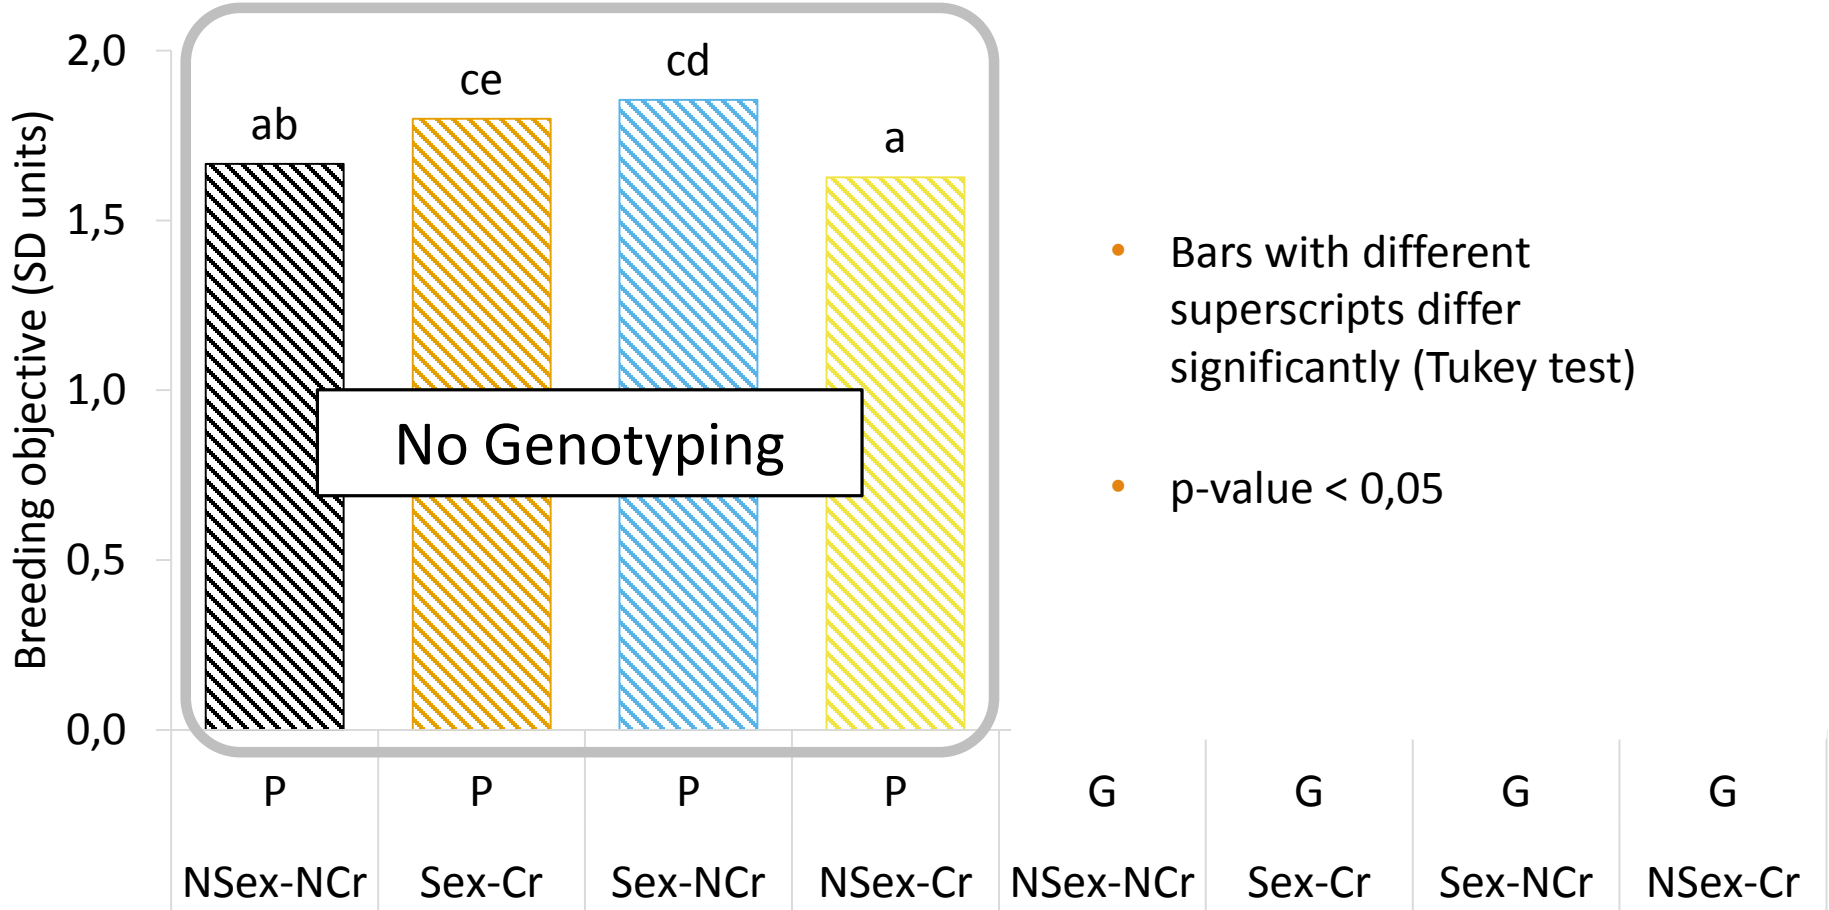 Breeding objective (SD units)
2,0
1,5
1,0
0,5
0,0
ab
ce
cd
a
No Genotyping
P P P P G G G G
NSex-NCr Sex-Cr Sex-NCr NSex-Cr NSex-NCr Sex-Cr Sex-NCr NSex-Cr
• Bars with different
superscripts differ
significantly (Tukey test)
• p-value < 0,05